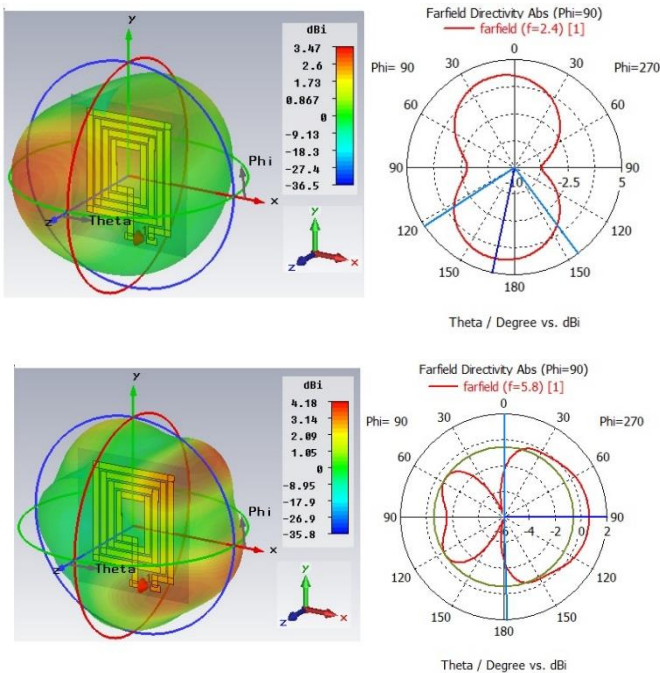 y
dBi
3.47
2.6
1.73
0.867
0
-9.13
-18.3
-27.4
-36.5
Phi
x
z
Theta
y
z
x
Farfield Directivity Abs (Phi=90)
farfield (f=2.4) [1]
0
Phi= 90
30
30
Phi=270
60
60
90
-2.5
5
90
120
120
150
150
180
Theta / Degree vs. dBi
y
dBi
4.18
3.14
2.09
1.05
0
-8.95
-17.9
-26.9
-35.8
Phi
x
z
Theta
y
z
x
Farfield Directivity Abs (Phi=90)
farfield (f=5.8) [1]
0
Phi= 90
30
30
Phi=270
60
60
90
-4
-2
0
2
90
120
120
150
150
180
Theta / Degree vs. dBi